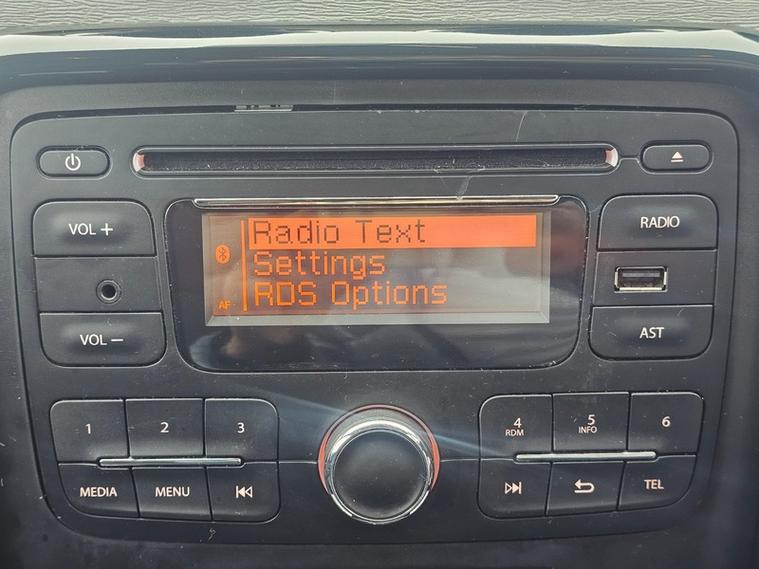 VOL +
RADIO
Radio Text
Settings
AF
RDS Options
VOL −
AST
1
2
3
4
RDM
5
INFO
6
MEDIA
MENU
TEL